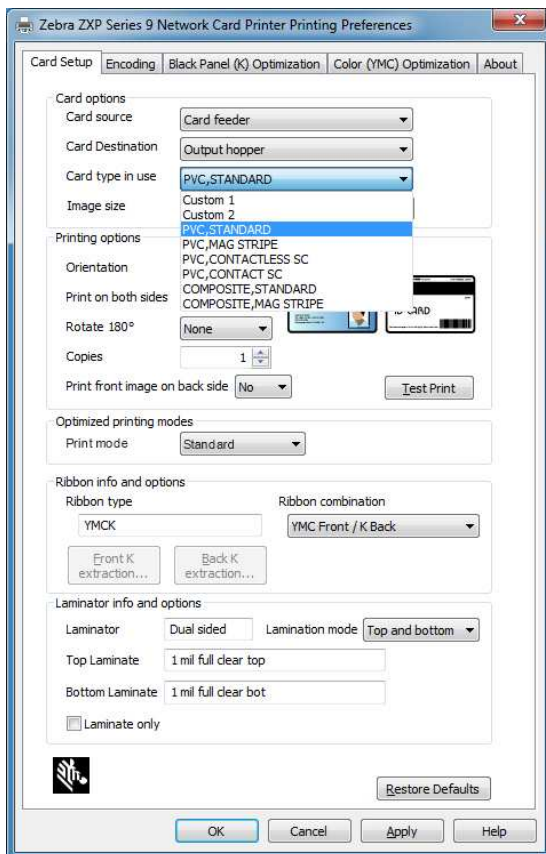 Zebra ZXP Series 9 Network Card Printer Printing Preferences
Card Setup Encoding Black Panel (K) Optimization Color (YMC) Optimization About
Card options
Card source Card feeder
Card Destination Output hopper
Card type in use PVC,STANDARD
Custom 1
Image size
Custom 2
PVC,STANDARD
Printing options
PVC,MAG STRIPE
PVC,CONTACTLESS SC
Orientation
PVC,CONTACT SC
COMPOSITE,STANDARD
Print on both sides
COMPOSITE,MAG STRIPE
Rotate 180° None
Copies 1
Print front image on back side No Test Print
Optimized printing modes
Print mode Standard
Ribbon info and options
Ribbon type Ribbon combination
YMCK YMC Front / K Back
Front K extraction... Back K extraction...
Laminator info and options
Laminator Dual sided Lamination mode Top and bottom
Top Laminate 1 mil full clear top
Bottom Laminate 1 mil full clear bot
Laminate only
Restore Defaults
OK Cancel Apply Help